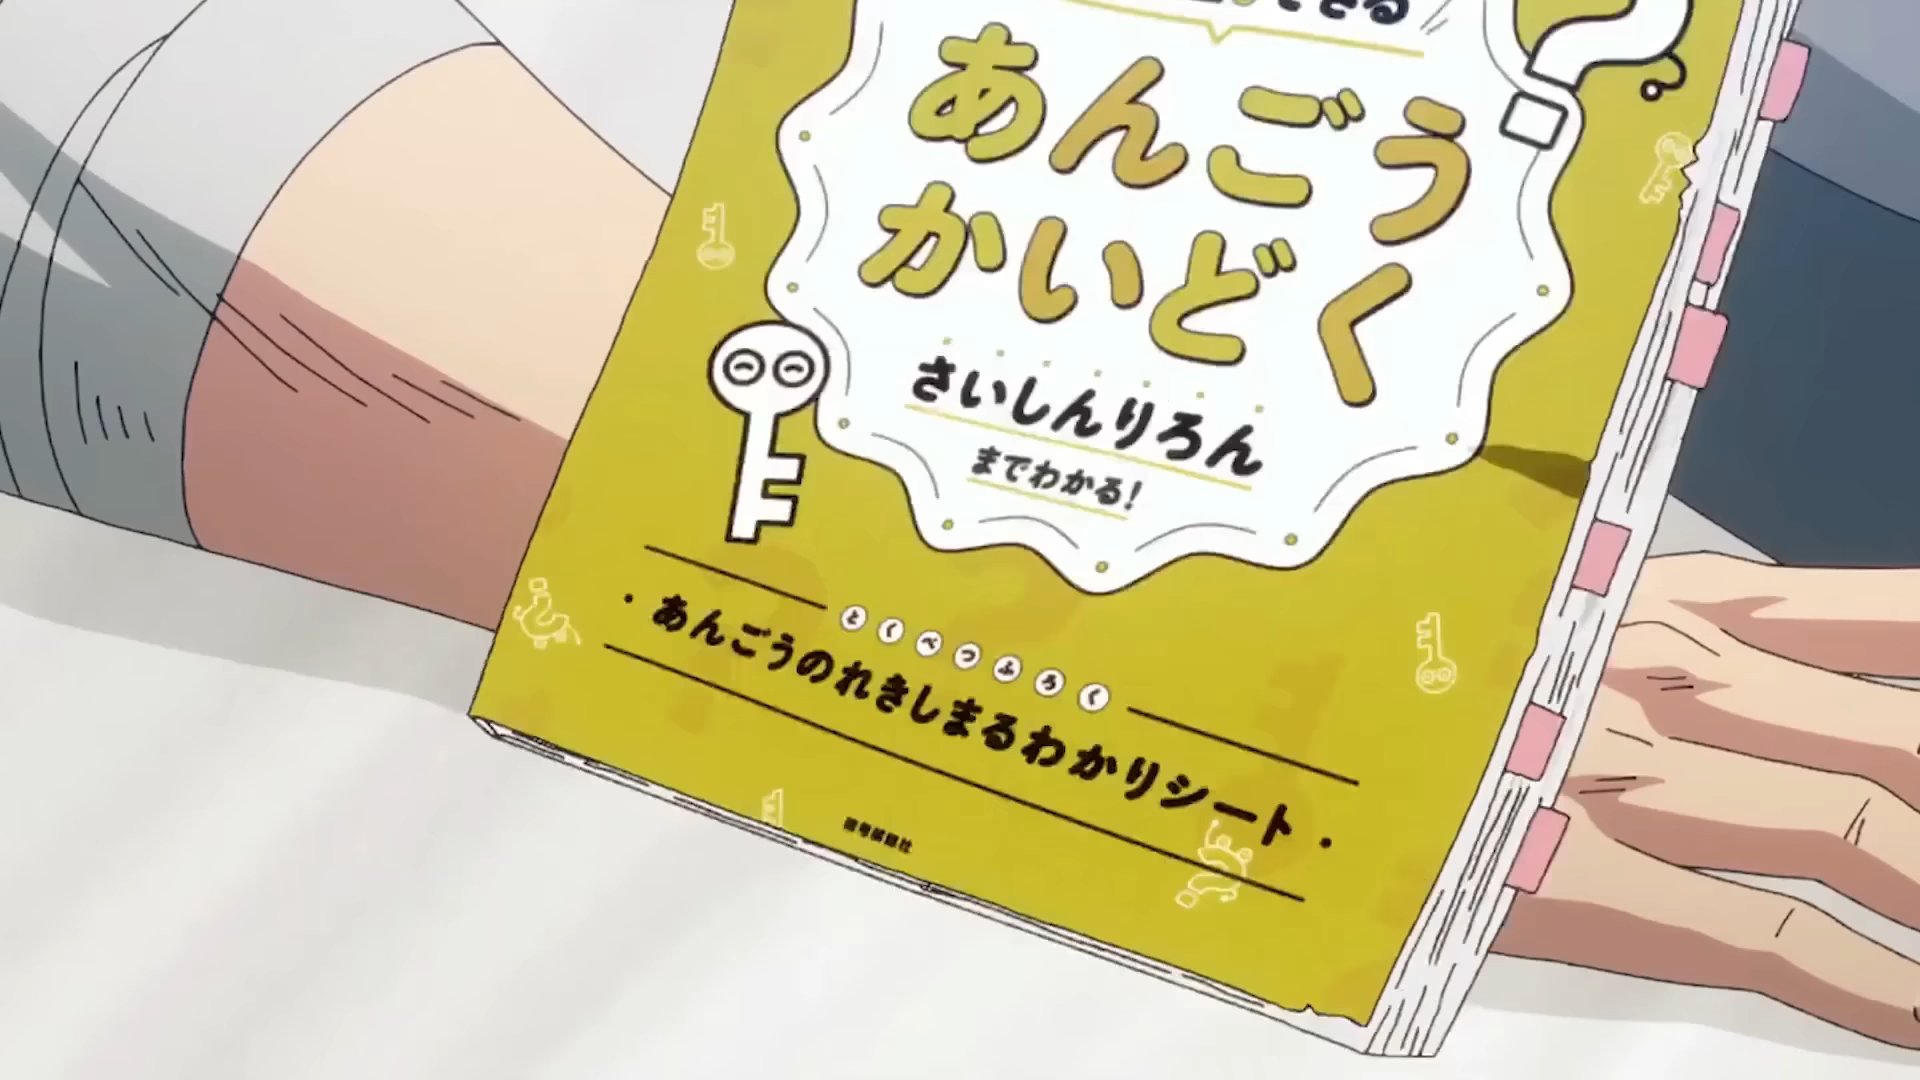 できる
あんごう
かいどく
さいしんりろん
までわかる!
とくべつふろく
・あんごうのれきしまるわかりシート・